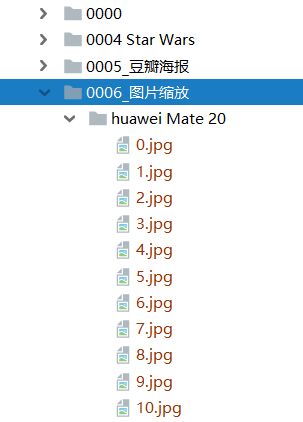 0000
0004 Star Wars
0005_豆瓣海报
0006_图片缩放
huawei Mate 20
0.jpg
1.jpg
2.jpg
3.jpg
4.jpg
5.jpg
6.jpg
7.jpg
8.jpg
9.jpg
10.jpg